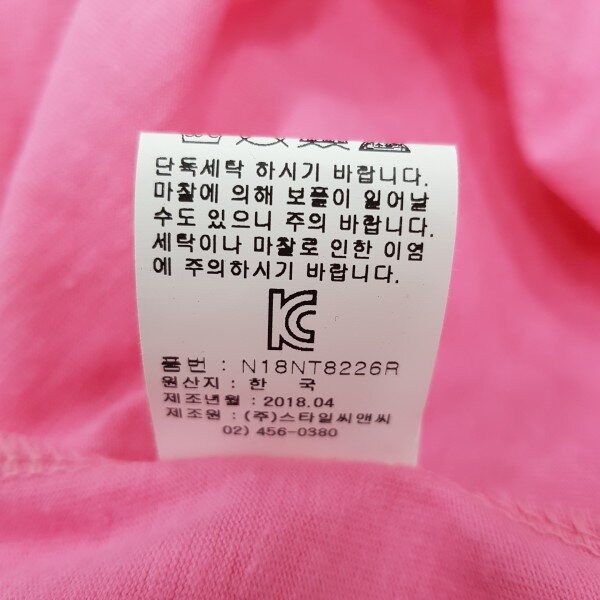 단독세탁 하시기 바랍니다.
마찰에 의해 보플이 일어날
수도 있으니 주의 바랍니다.
세탁이나 마찰로 인한 이염
에 주의하시기 바랍니다.
KC
품번 : N18NT8226R
원산지 : 한 국
제조년월 : 2018.04
제조원 : (주)스타일씨앤씨
02) 456-0380